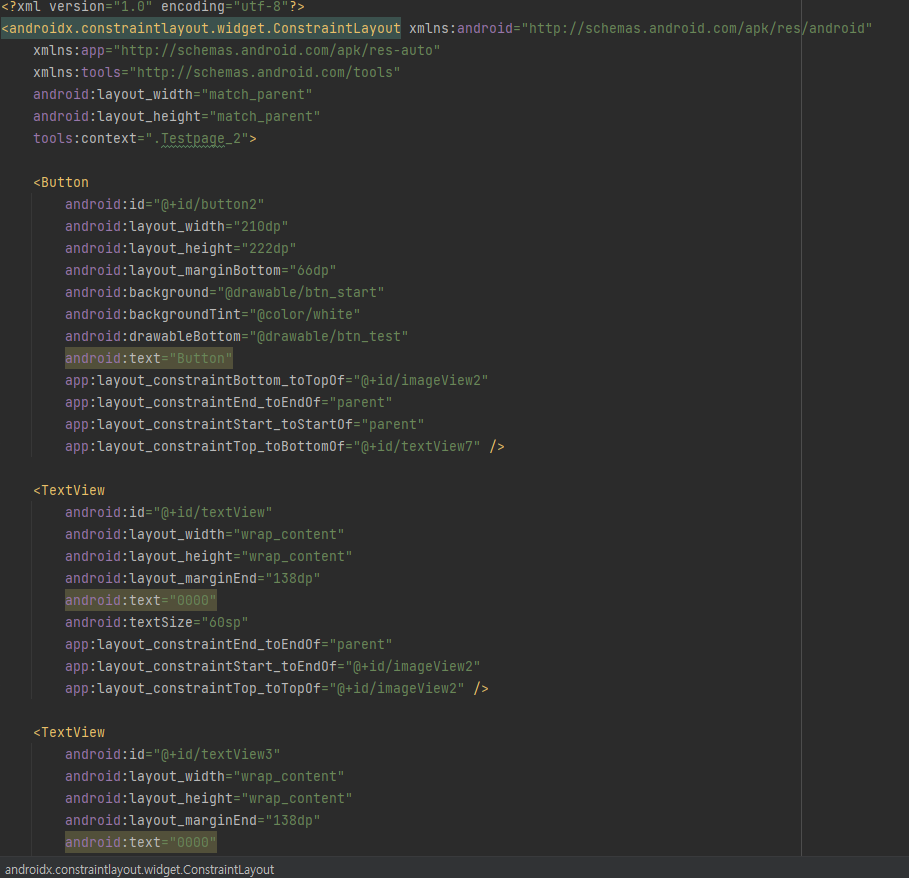 <?xml version="1.0" encoding="utf-8"?>
<androidx.constraintlayout.widget.ConstraintLayout xmlns:android="http://schemas.android.com/apk/res/android"
    xmlns:app="http://schemas.android.com/apk/res-auto"
    xmlns:tools="http://schemas.android.com/tools"
    android:layout_width="match_parent"
    android:layout_height="match_parent"
    tools:context=".Testpage_2">

    <Button
        android:id="@+id/button2"
        android:layout_width="210dp"
        android:layout_height="222dp"
        android:layout_marginBottom="66dp"
        android:background="@drawable/btn_start"
        android:backgroundTint="@color/white"
        android:drawableBottom="@drawable/btn_test"
        android:text="Button"
        app:layout_constraintBottom_toTopOf="@+id/imageView2"
        app:layout_constraintEnd_toEndOf="parent"
        app:layout_constraintStart_toStartOf="parent"
        app:layout_constraintTop_toBottomOf="@+id/textView7" />

    <TextView
        android:id="@+id/textView"
        android:layout_width="wrap_content"
        android:layout_height="wrap_content"
        android:layout_marginEnd="138dp"
        android:text="0000"
        android:textSize="60sp"
        app:layout_constraintEnd_toEndOf="parent"
        app:layout_constraintStart_toEndOf="@+id/imageView2"
        app:layout_constraintTop_toTopOf="@+id/imageView2" />

    <TextView
        android:id="@+id/textView3"
        android:layout_width="wrap_content"
        android:layout_height="wrap_content"
        android:layout_marginEnd="138dp"
        android:text="0000"
androidx.constraintlayout.widget.ConstraintLayout